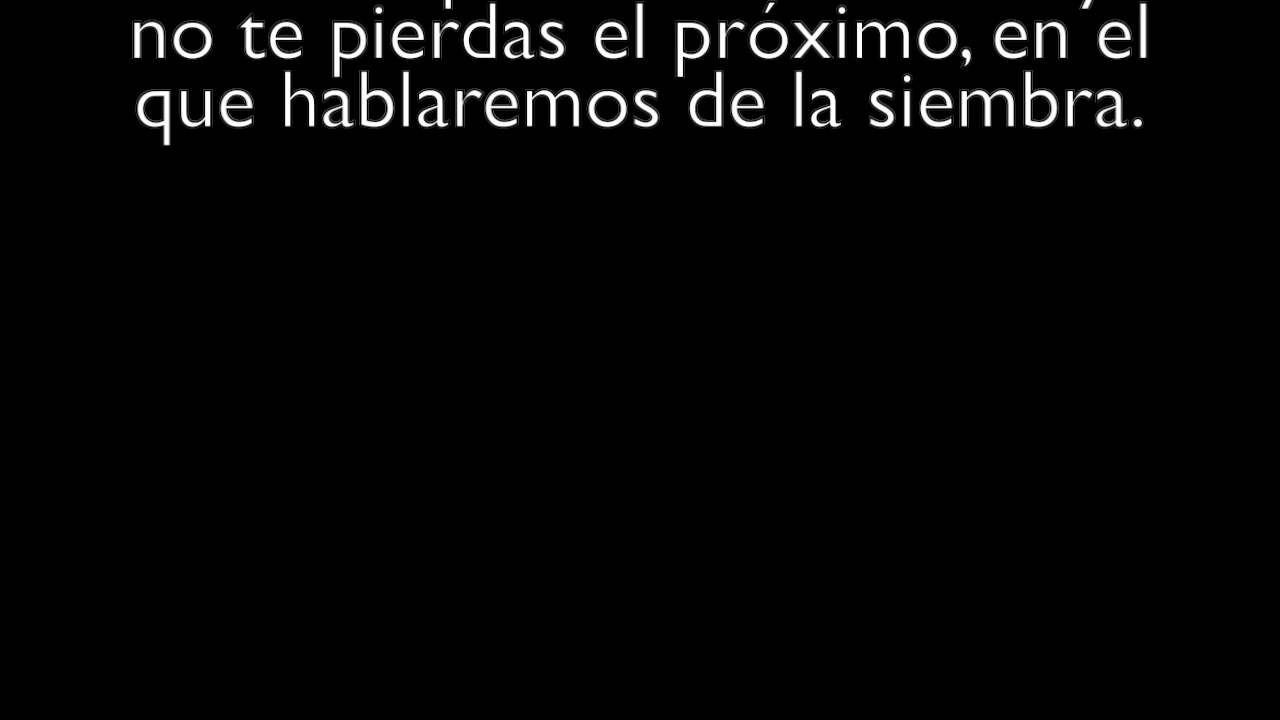 no te pierdas el próximo, en el
que hablaremos de la siembra.